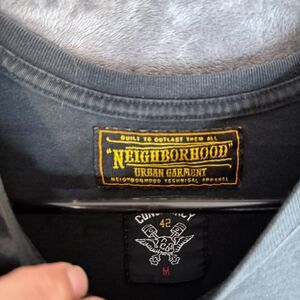 BUILT TO OUTLAST THEM ALL
"NEIGHBORHOOD"
URBAN GARMENT
NEIGHBORHOOD TECHNICAL APPAREL
42
M